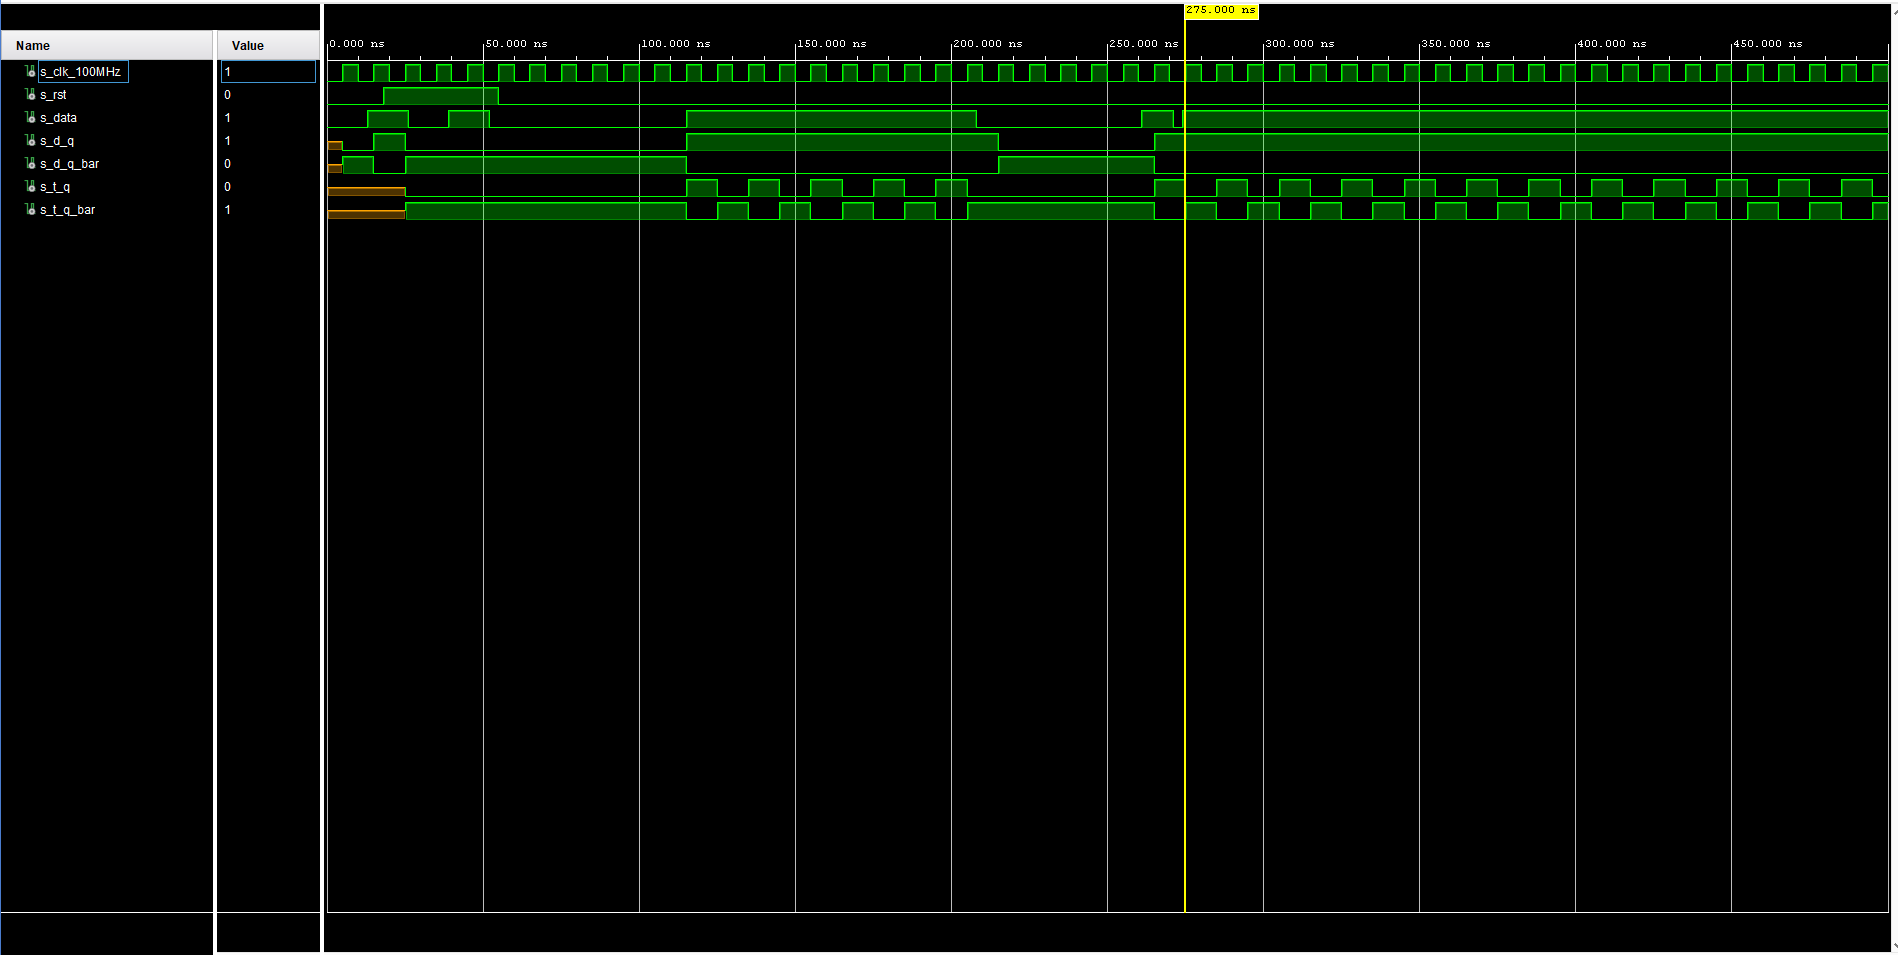 275.000 ns
Name Value
0.000 ns 50.000 ns 100.000 ns 150.000 ns 200.000 ns 250.000 ns 300.000 ns 350.000 ns 400.000 ns 450.000 ns
s_clk_100MHz 1
s_rst 0
s_data 1
s_d_q 1
s_d_q_bar 0
s_t_q 0
s_t_q_bar 1